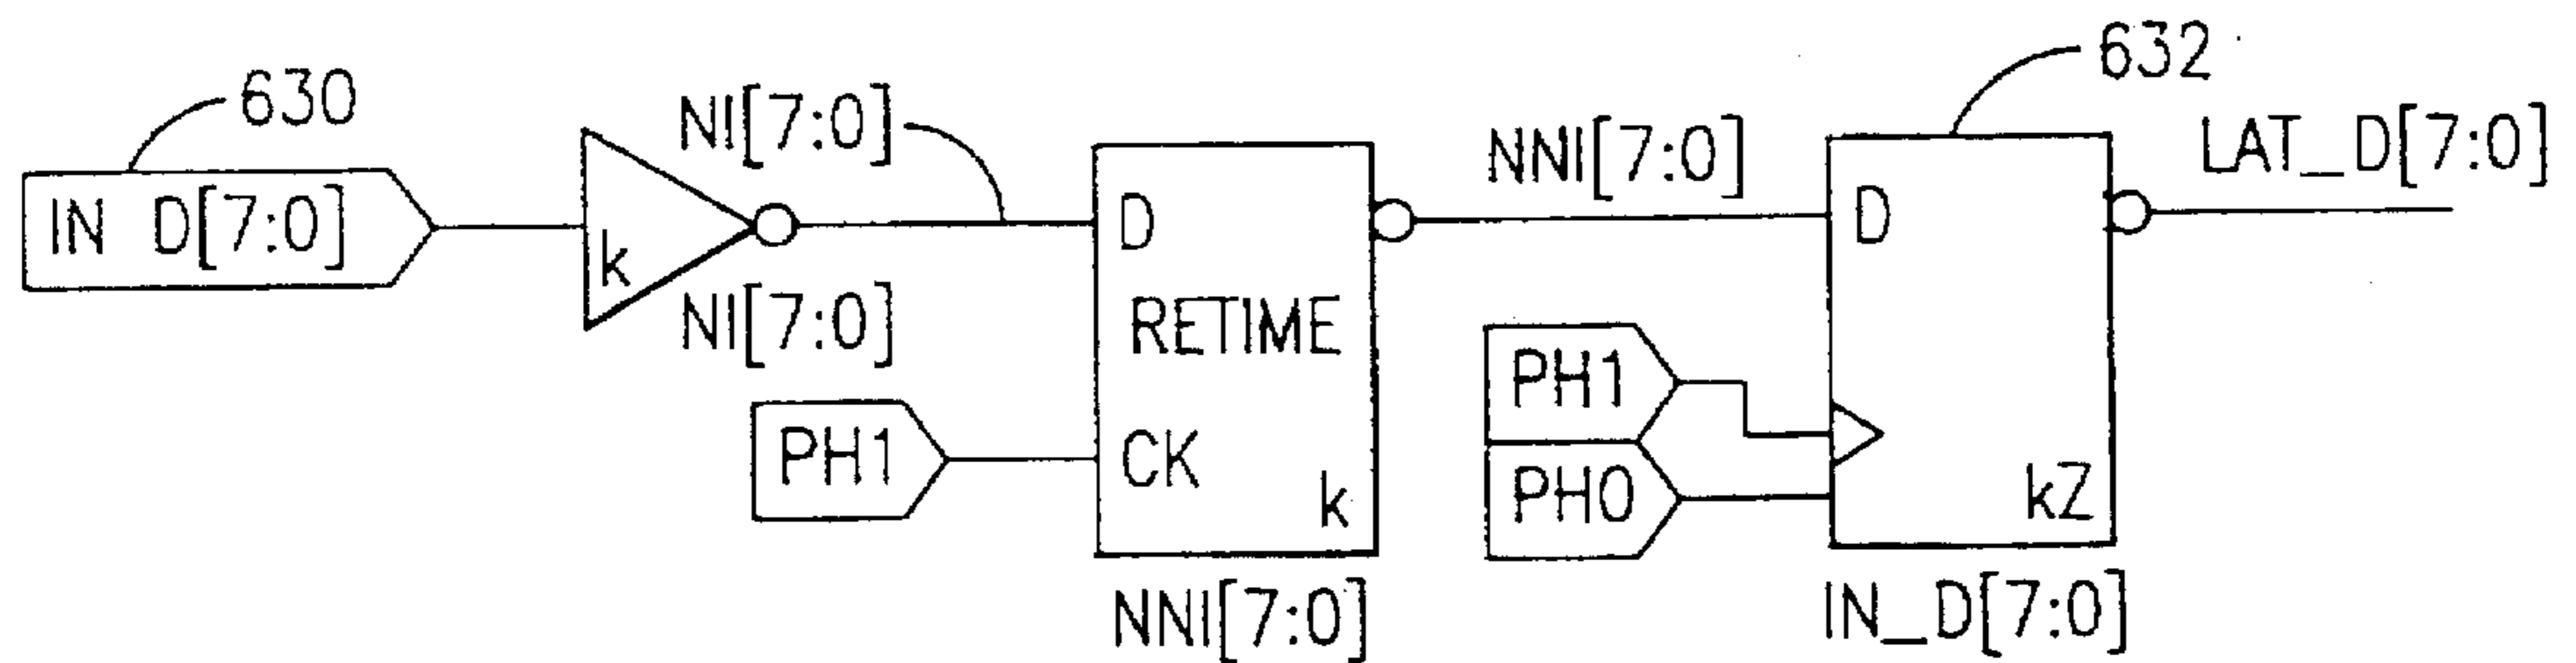 630
IN D[7:0]
k
NI[7:0]
NI[7:0]
PH1
D
RETIME
CK
k
NNI[7:0]
NNI[7:0]
PH1
PH0
632
D
kZ
IN_D[7:0]
LAT_D[7:0]